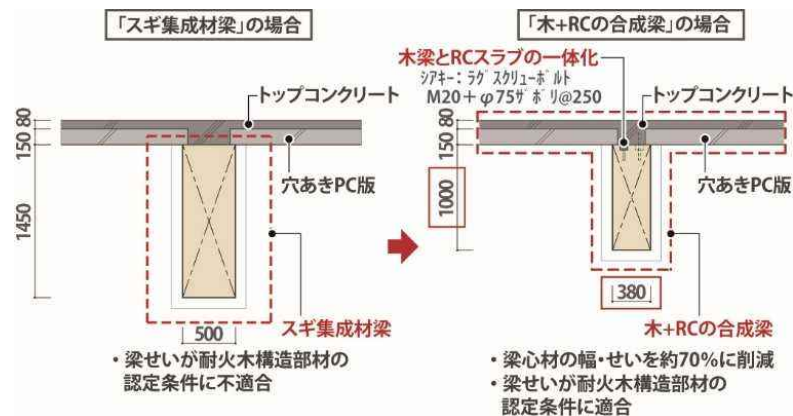 「スギ集成材梁」の場合
トップコンクリート
80
150
穴あきPC版
1450
500
スギ集成材梁
・梁せいが耐火木構造部材の
認定条件に不適合
「木+RCの合成梁」の場合
木梁とRCスラブの一体化
シアキー:ラグスクリューボルト
M20+φ75ザボリ@250
トップコンクリート
80
150
穴あきPC版
1000
380
木+RCの合成梁
・梁心材の幅・せいを約70%に削減
・梁せいが耐火木構造部材の
認定条件に適合